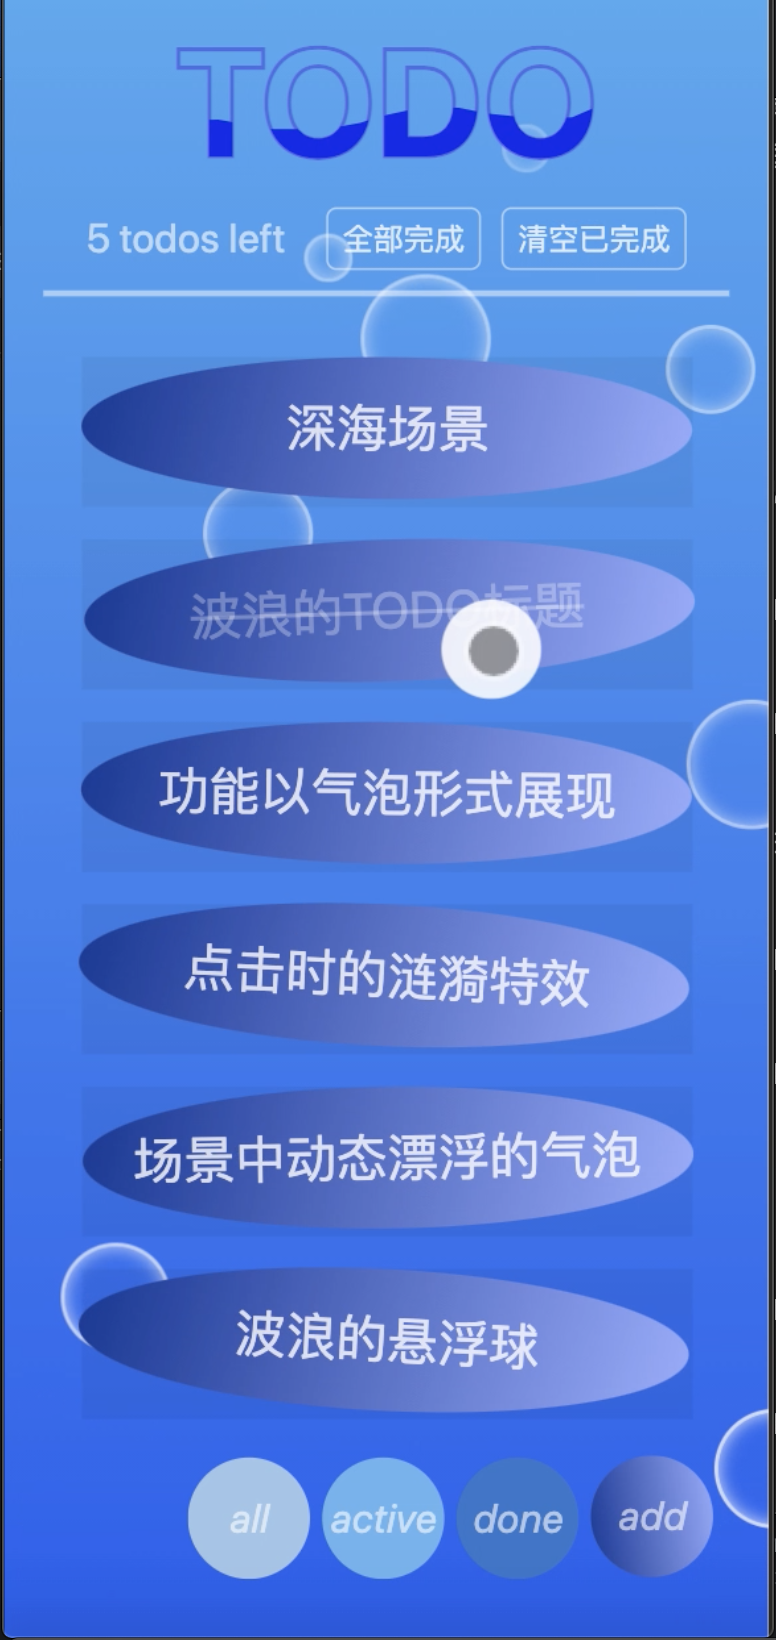 TODO
5 todos left
全部完成
清空已完成
深海场景
波浪的TODO标题
功能以气泡形式展现
点击时的涟漪特效
场景中动态漂浮的气泡
波浪的悬浮球
all
active
done
add